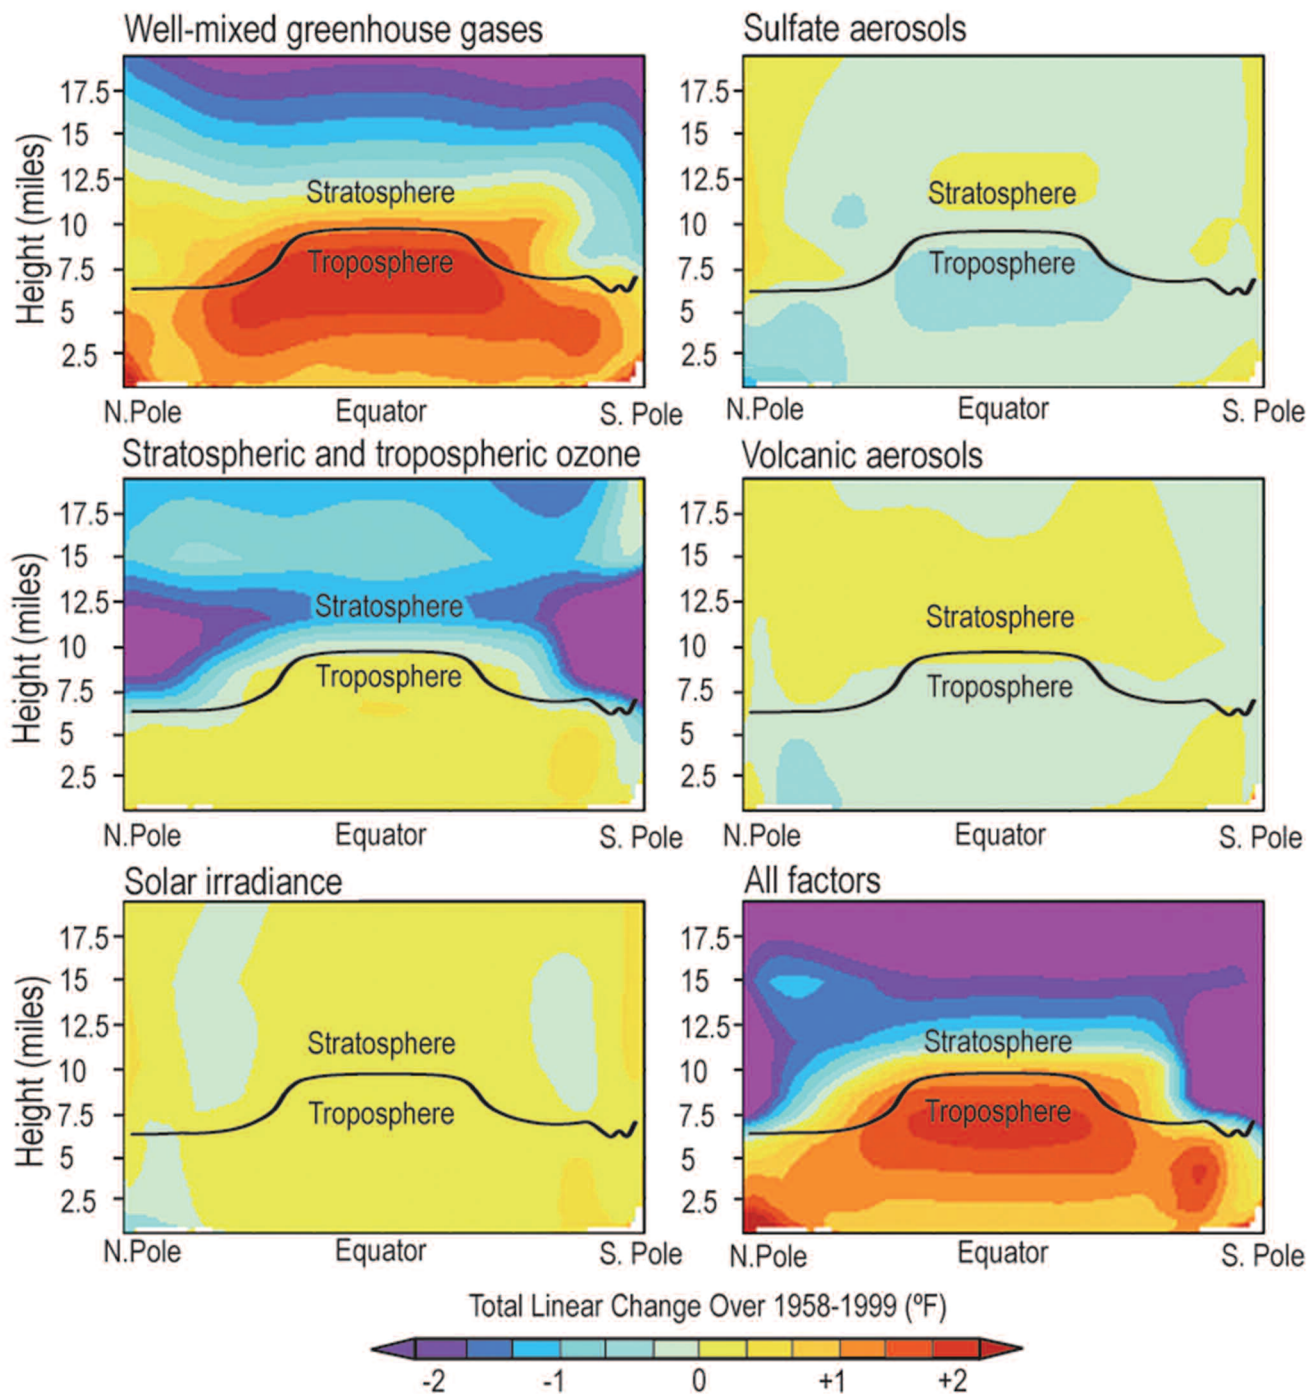 Well-mixed greenhouse gases
Sulfate aerosols
Height (miles)
17.5
15
12.5
10
7.5
5
2.5
Stratosphere
Troposphere
N.Pole
Equator
S. Pole
17.5
15
12.5
10
7.5
5
2.5
Stratosphere
Troposphere
N.Pole
Equator
S. Pole
Stratospheric and tropospheric ozone
Volcanic aerosols
Height (miles)
17.5
15
12.5
10
7.5
5
2.5
Stratosphere
Troposphere
N.Pole
Equator
S. Pole
17.5
15
12.5
10
7.5
5
2.5
Stratosphere
Troposphere
N.Pole
Equator
S. Pole
Solar irradiance
All factors
Height (miles)
17.5
15
12.5
10
7.5
5
2.5
Stratosphere
Troposphere
N.Pole
Equator
S. Pole
17.5
15
12.5
10
7.5
5
2.5
Stratosphere
Troposphere
N.Pole
Equator
S. Pole
Total Linear Change Over 1958-1999 (ºF)
-2
-1
0
+1
+2